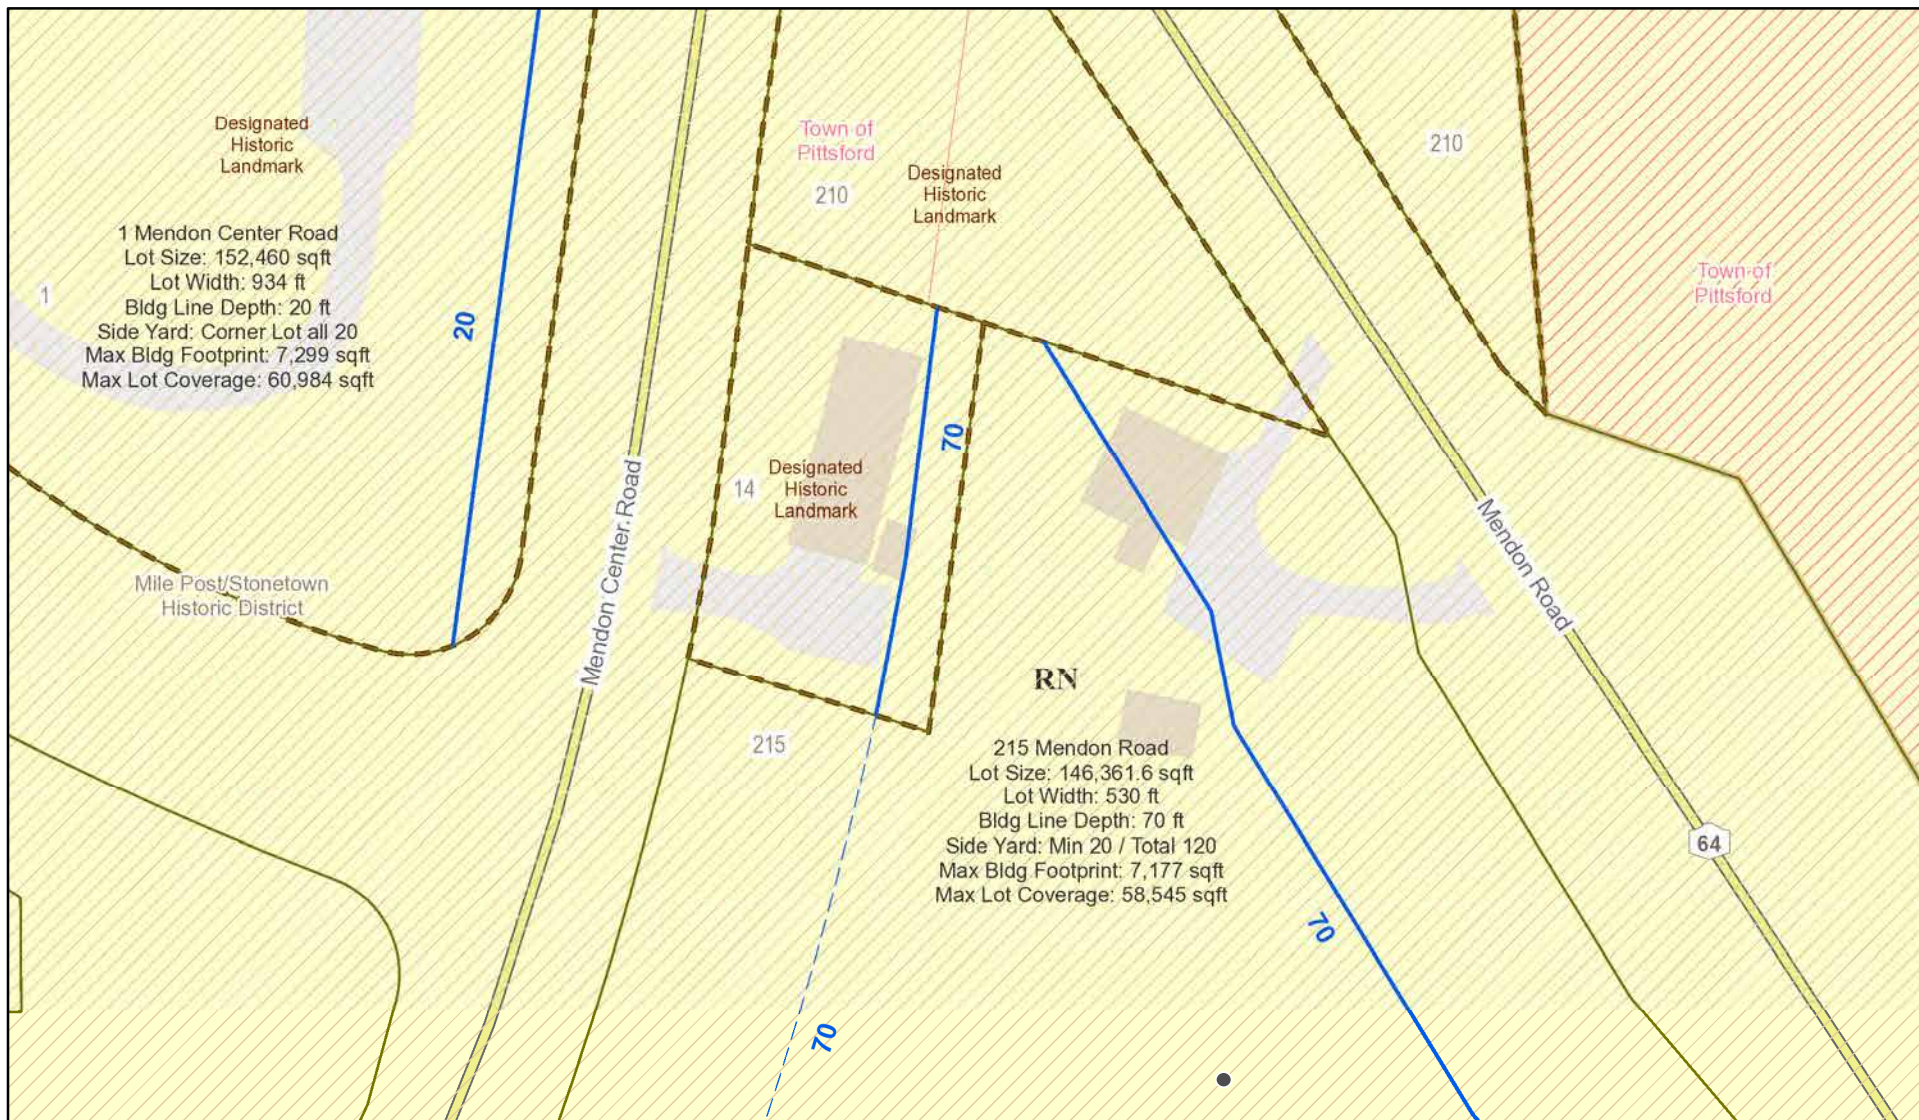 Designated
Historic
Landmark
Town of
Pittsford
210
Designated
Historic
Landmark
210
Town of
Pittsford
1 Mendon Center Road
Lot Size: 152,460 sqft
Lot Width: 934 ft
Bldg Line Depth: 20 ft
Side Yard: Corner Lot all 20
Max Bldg Footprint: 7,299 sqft
Max Lot Coverage: 60,984 sqft
1
20
70
14
Designated
Historic
Landmark
Mendon Center Road
Mendon Road
Mile Post/Stonetown
Historic District
RN
215
215 Mendon Road
Lot Size: 146,361.6 sqft
Lot Width: 530 ft
Bldg Line Depth: 70 ft
Side Yard: Min 20 / Total 120
Max Bldg Footprint: 7,177 sqft
Max Lot Coverage: 58,545 sqft
64
70
70